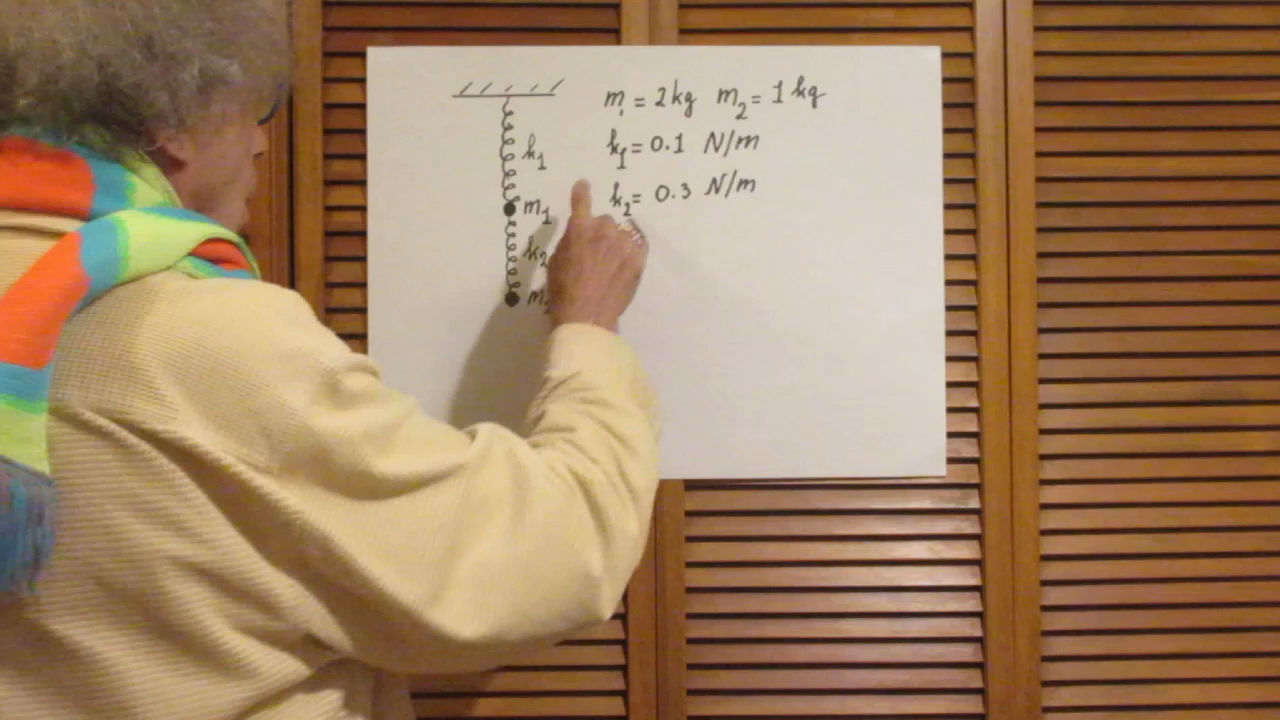 m₁ = 2 kg m₂ = 1 kg
k₁ = 0.1 N/m
k₂ = 0.3 N/m
k₁
m₁
k₂
m